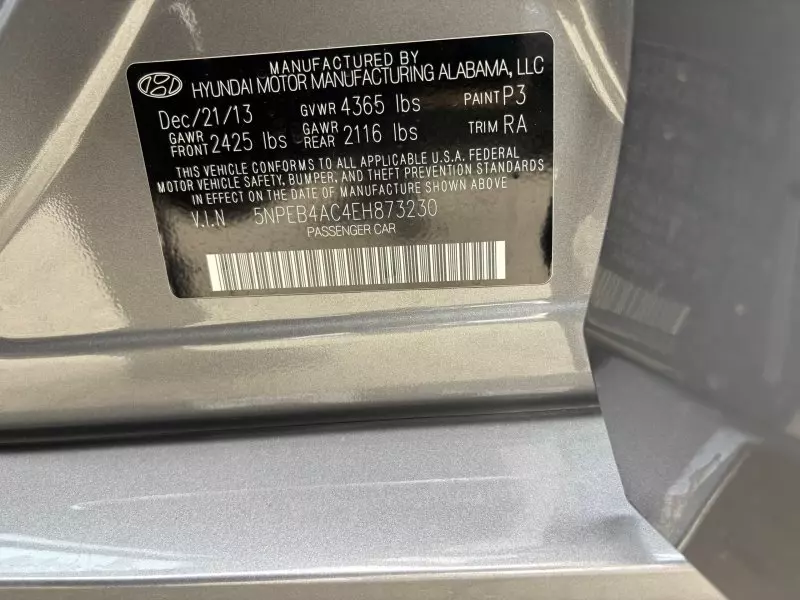 MANUFACTURED BY
HYUNDAI MOTOR MANUFACTURING ALABAMA, LLC
Dec/21/13 GVWR 4365 lbs PAINT P3
GAWR FRONT 2425 lbs GAWR REAR 2116 lbs TRIM RA
THIS VEHICLE CONFORMS TO ALL APPLICABLE U.S.A. FEDERAL
MOTOR VEHICLE SAFETY, BUMPER, AND THEFT PREVENTION STANDARDS
IN EFFECT ON THE DATE OF MANUFACTURE SHOWN ABOVE
V.I.N 5NPEB4AC4EH873230
PASSENGER CAR